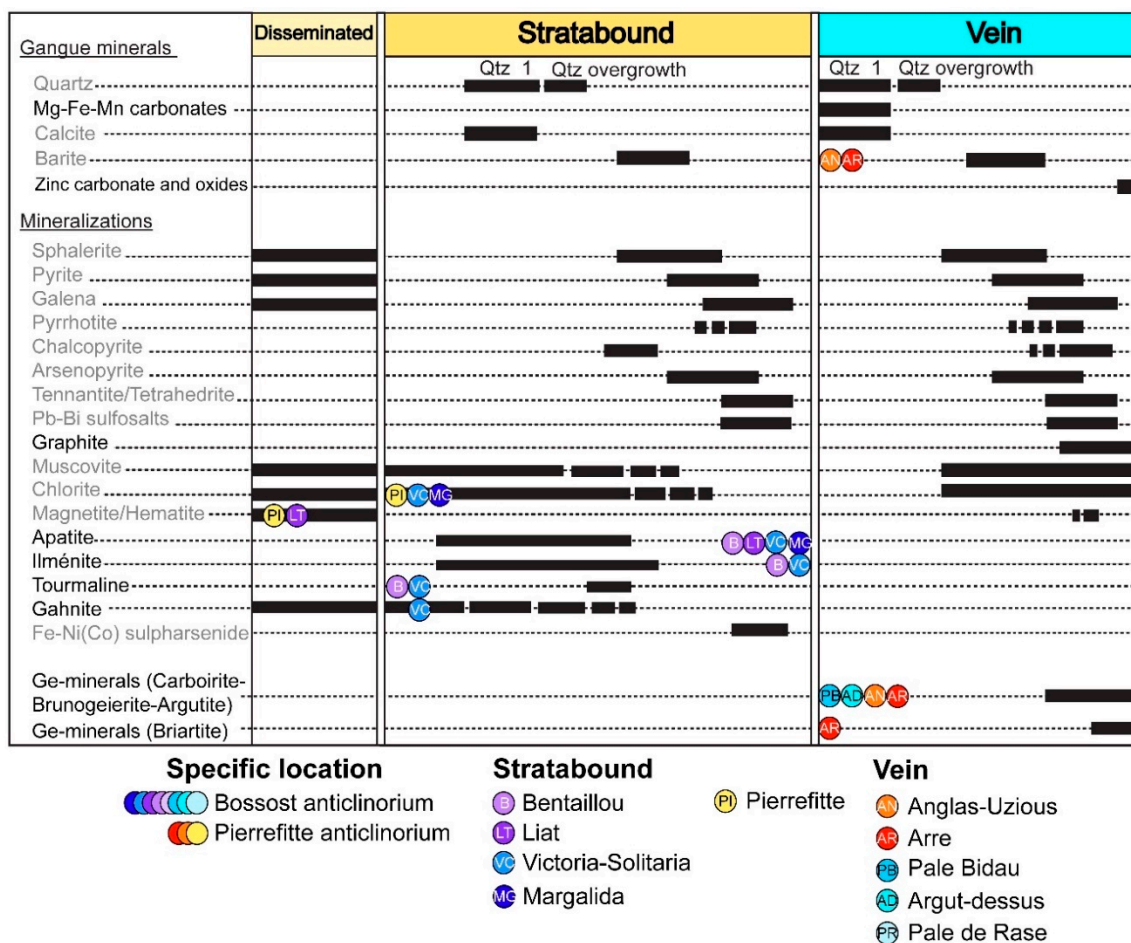 Disseminated Stratabound Vein
Gangue minerals
Qtz 1 Qtz overgrowth Qtz 1 Qtz overgrowth
Quartz
Mg-Fe-Mn carbonates
Calcite
Barite AN AR
Zinc carbonate and oxides
Mineralizations
Sphalerite
Pyrite
Galena
Pyrrhotite
Chalcopyrite
Arsenopyrite
Tennantite/Tetrahedrite
Pb-Bi sulfosalts
Graphite
Muscovite
Chlorite PI VC MG
Magnetite/Hematite PI LT
Apatite B LT VC MG
Ilménite B VC
Tourmaline B VC
Gahnite VC
Fe-Ni(Co) sulpharsenide
Ge-minerals (Carboirite-
Brunogeierite-Argutite) PB AD AN AR
Ge-minerals (Briartite) AR
Specific location
Bossost anticlinorium
Pierrefitte anticlinorium
Stratabound
B Bentaillou
LT Liat
VC Victoria-Solitaria
MG Margalida
PI Pierrefitte
Vein
AN Anglas-Uzious
AR Arre
PB Pale Bidau
AD Argut-dessus
PR Pale de Rase